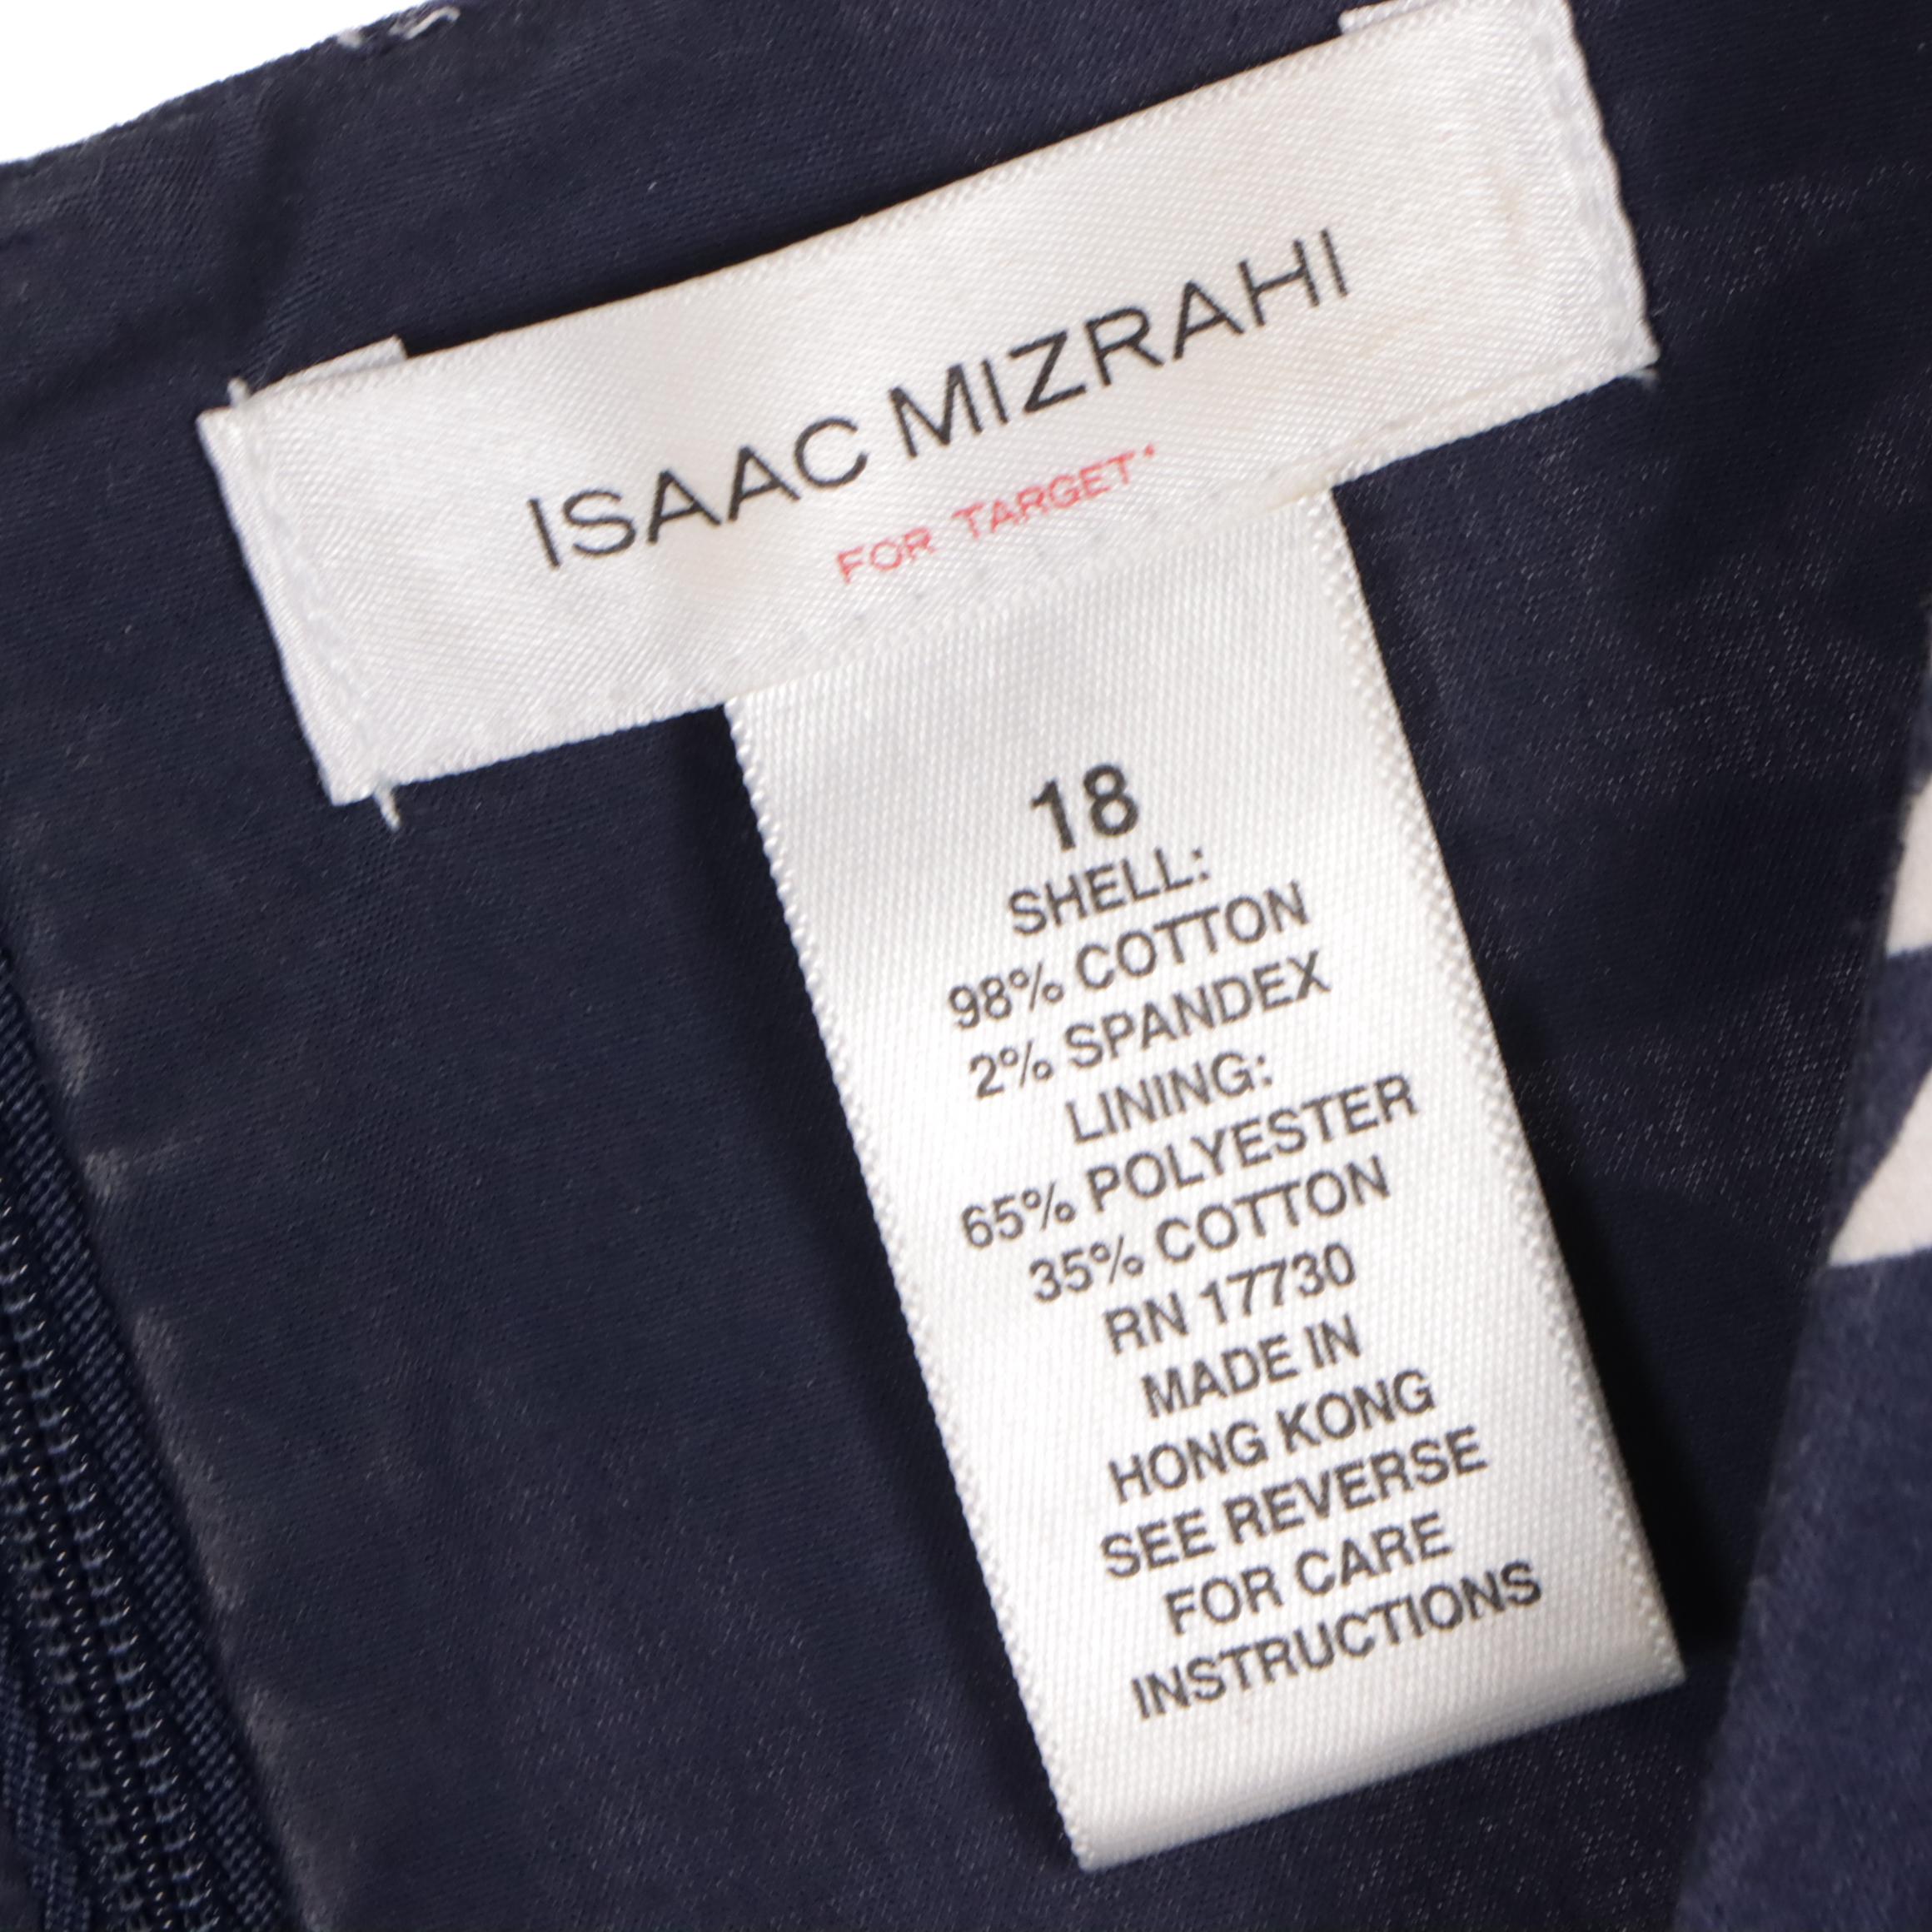 ISAAC MIZRAHI
FOR TARGET
18
SHELL:
98% COTTON
2% SPANDEX
LINING:
65% POLYESTER
35% COTTON
RN 17730
MADE IN
HONG KONG
SEE REVERSE
FOR CARE
INSTRUCTIONS